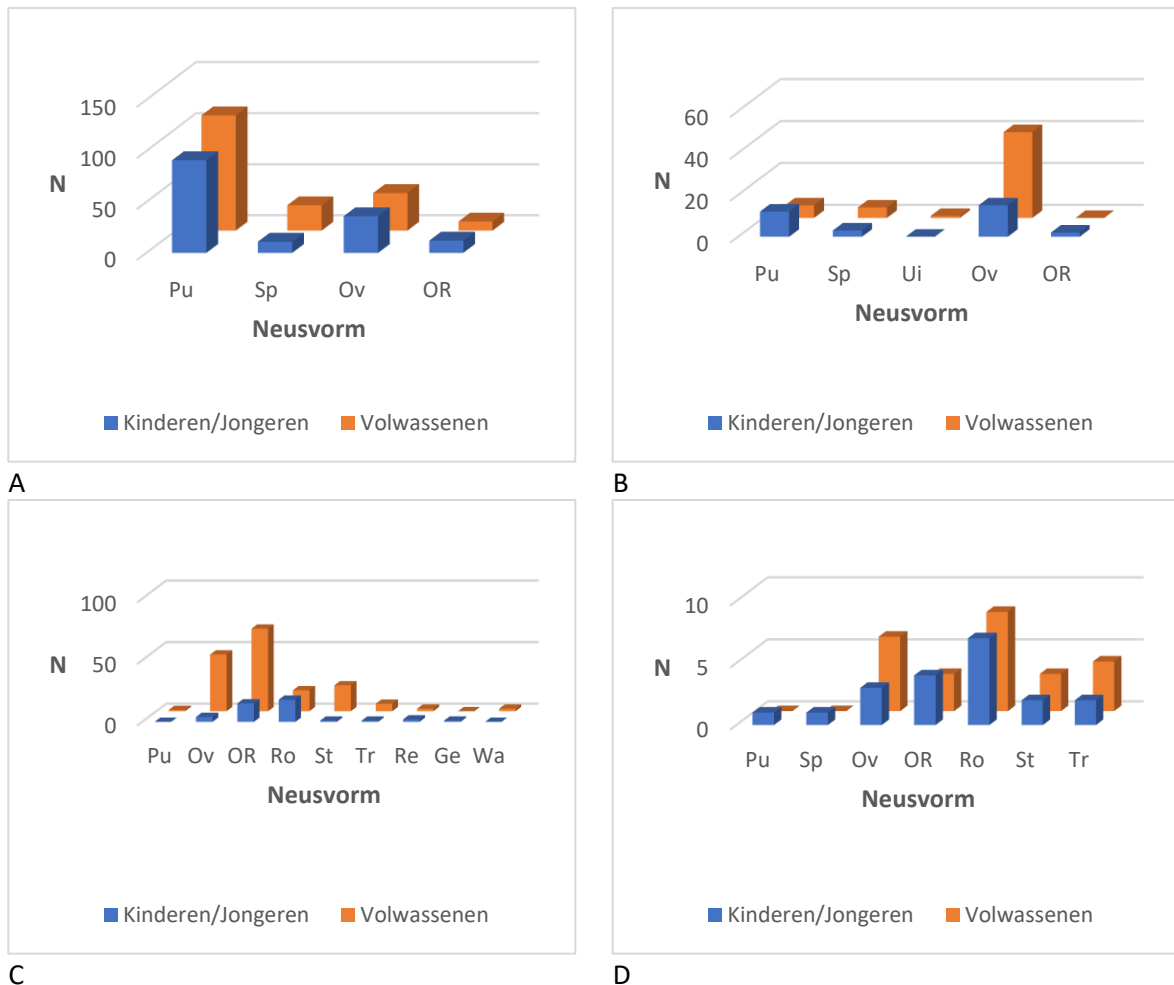 150
100
N
50
0
Pu Sp Ov OR
Neusvorm
Kinderen/Jongeren Volwassenen
A
60
40
N
20
0
Pu Sp Ui Ov OR
Neusvorm
Kinderen/Jongeren Volwassenen
B
100
N
50
0
Pu Ov OR Ro St Tr Re Ge Wa
Neusvorm
Kinderen/Jongeren Volwassenen
C
10
N
5
0
Pu Sp Ov OR Ro St Tr
Neusvorm
Kinderen/Jongeren Volwassenen
D